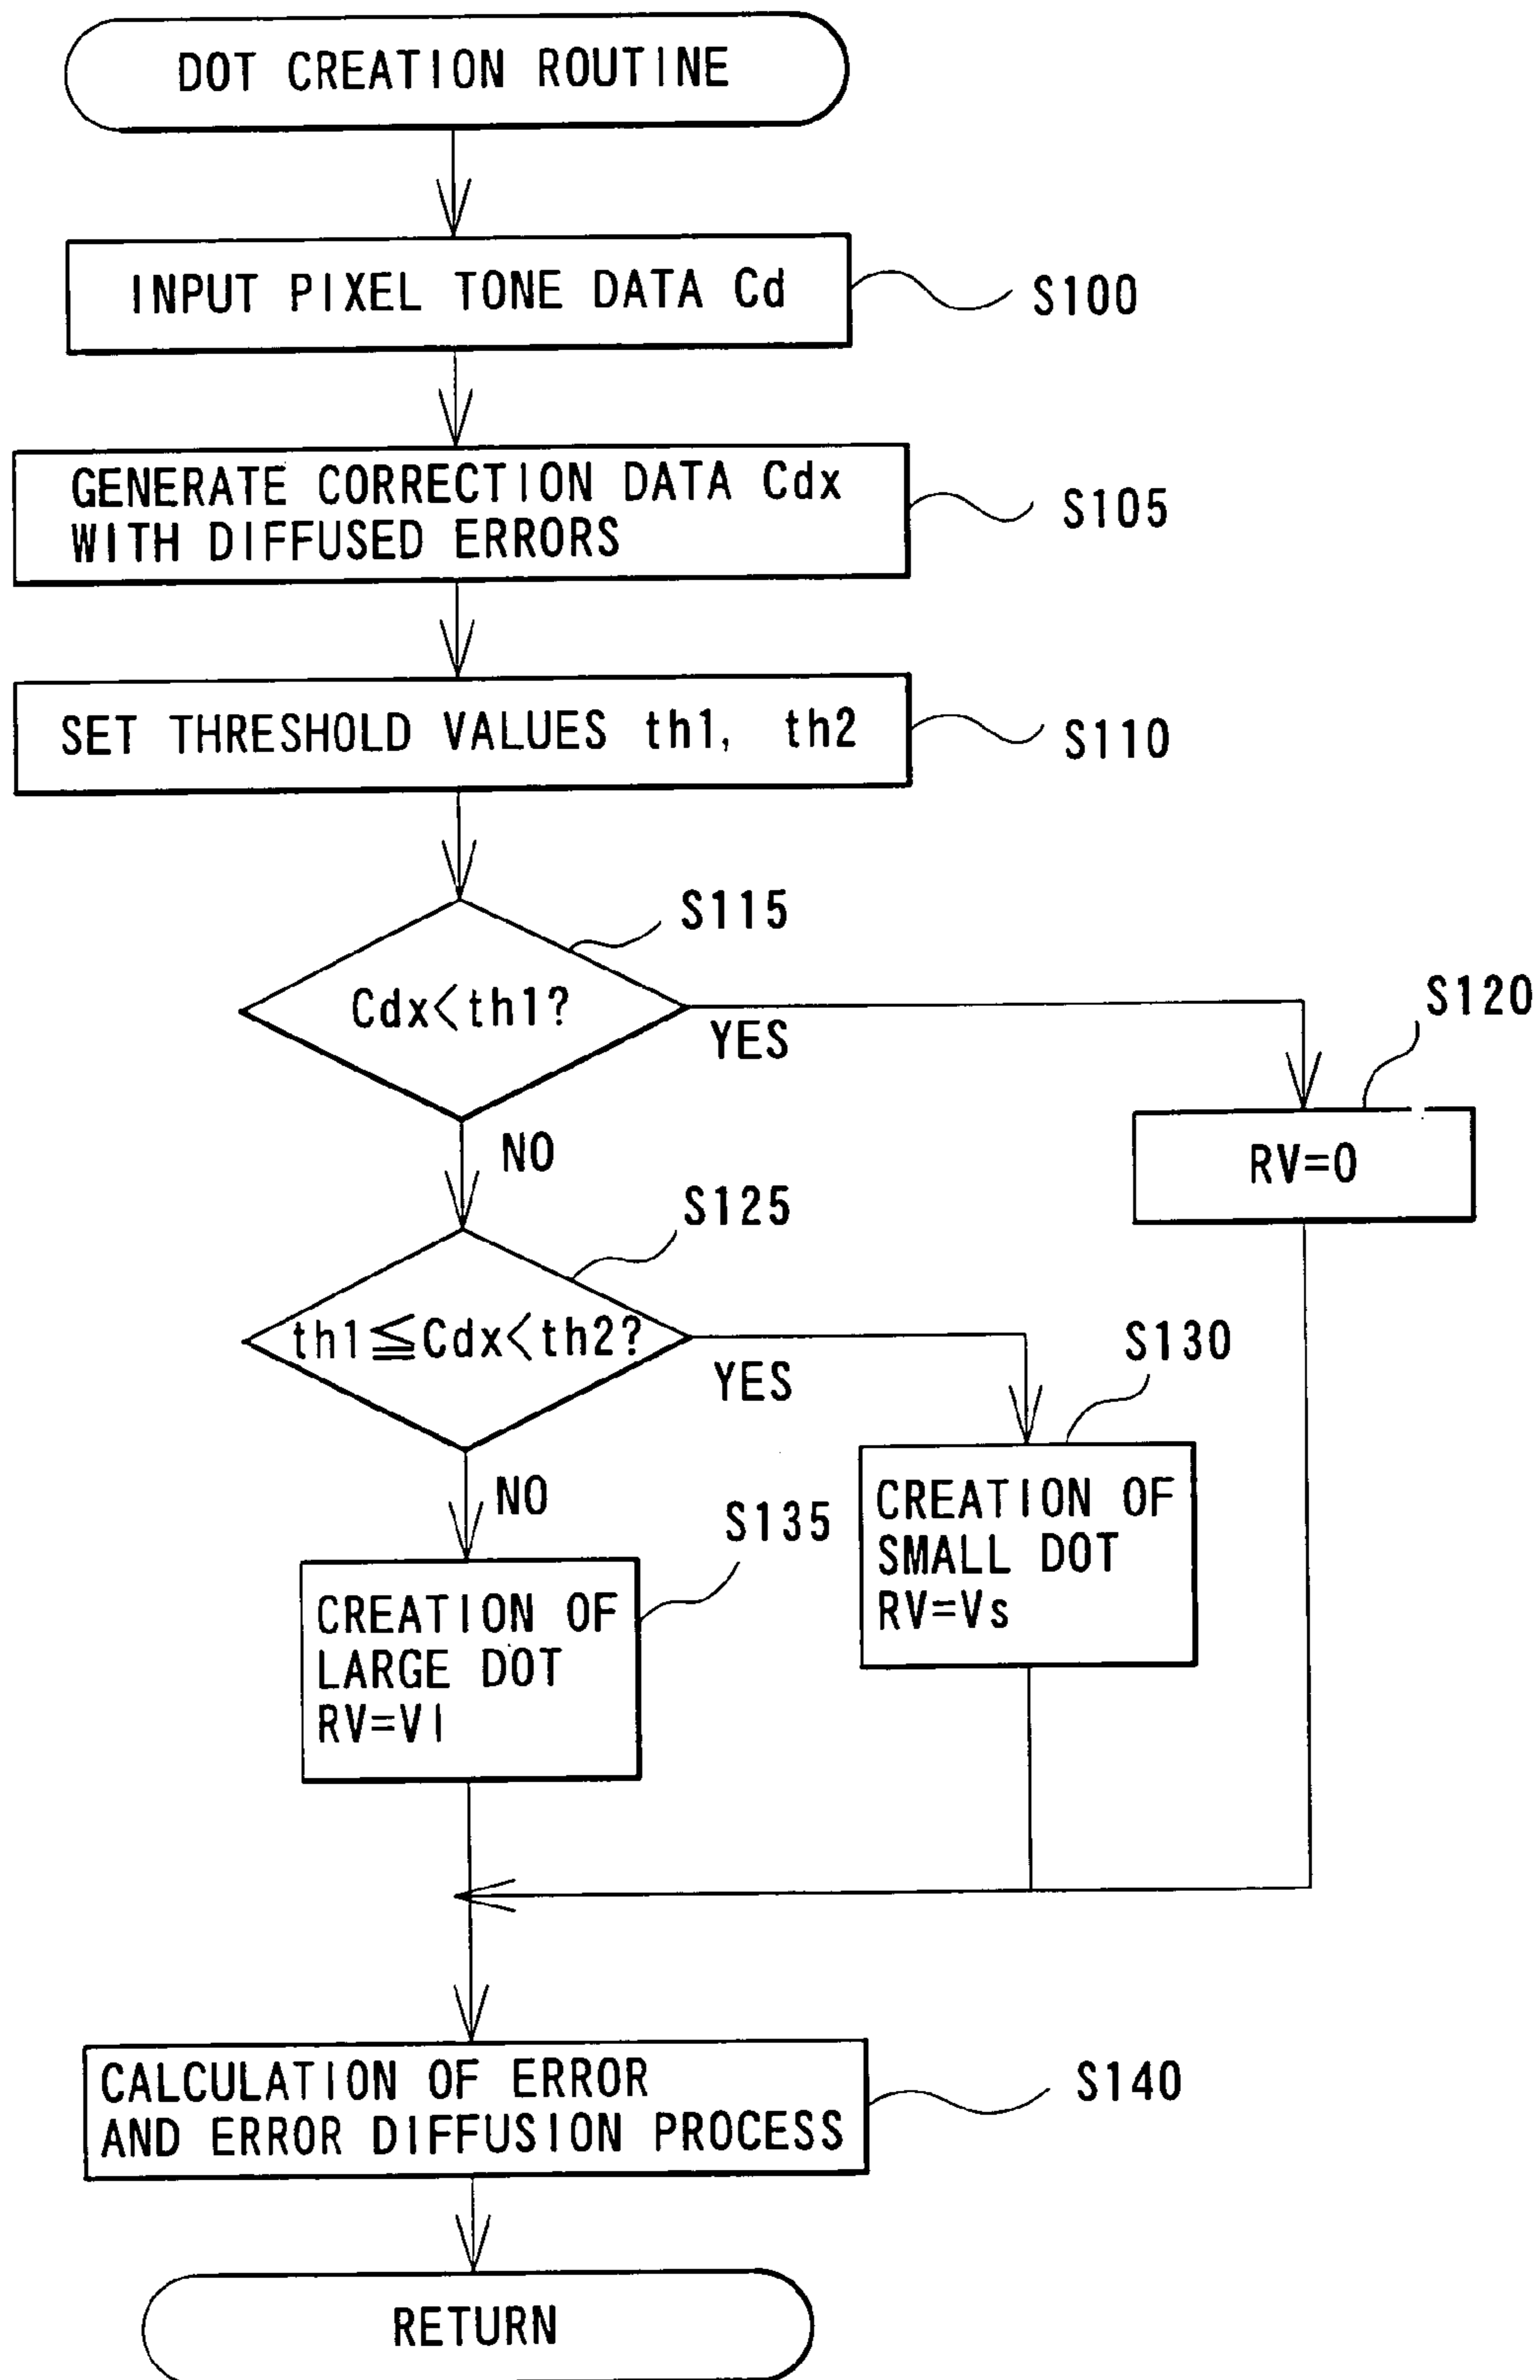 DOT CREATION ROUTINE
INPUT PIXEL TONE DATA Cd
S100
GENERATE CORRECTION DATA Cdx
WITH DIFFUSED ERRORS
S105
SET THRESHOLD VALUES th1, th2
S110
S115
Cdx<th1?
YES
S120
RV=0
NO
S125
th1≦Cdx<th2?
YES
S130
CREATION OF
SMALL DOT
RV=Vs
NO
S135
CREATION OF
LARGE DOT
RV=Vl
CALCULATION OF ERROR
AND ERROR DIFFUSION PROCESS
S140
RETURN